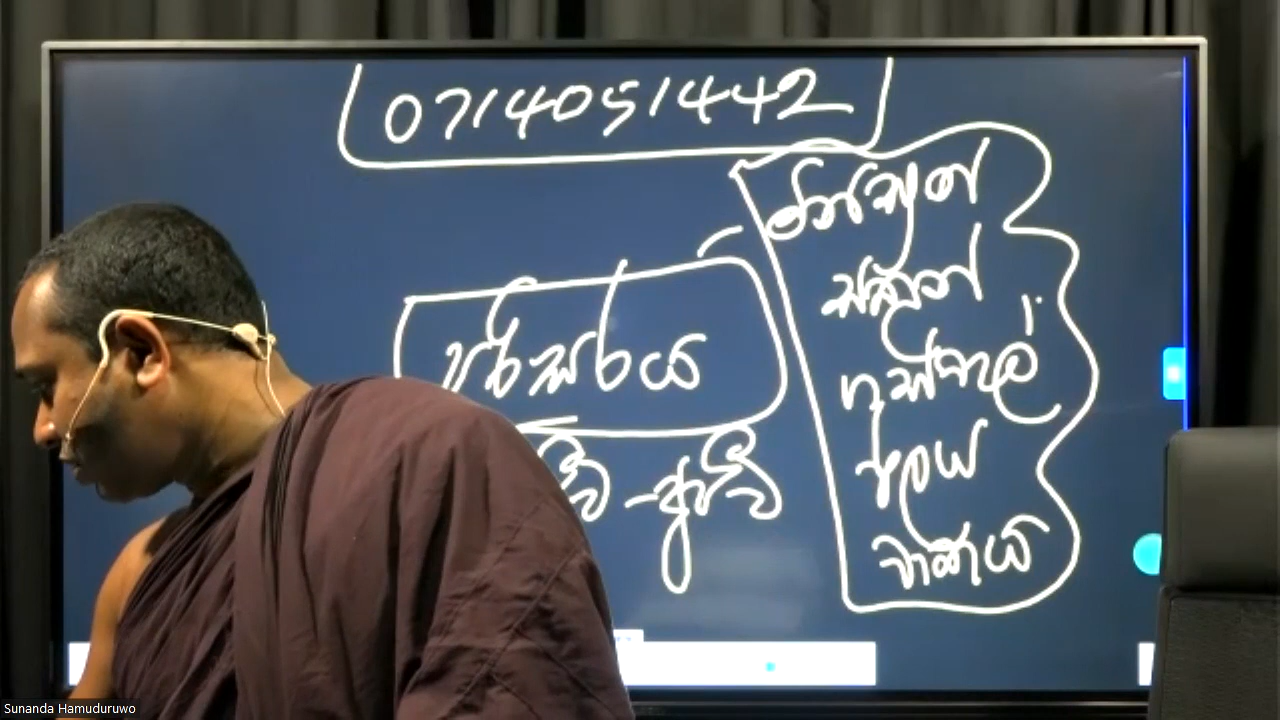 0714051442
මිනිසුන්
සතුන්
ගස්කොලං
පරිසරය
ජලය
වාතය
Sunanda Hamuduruwo